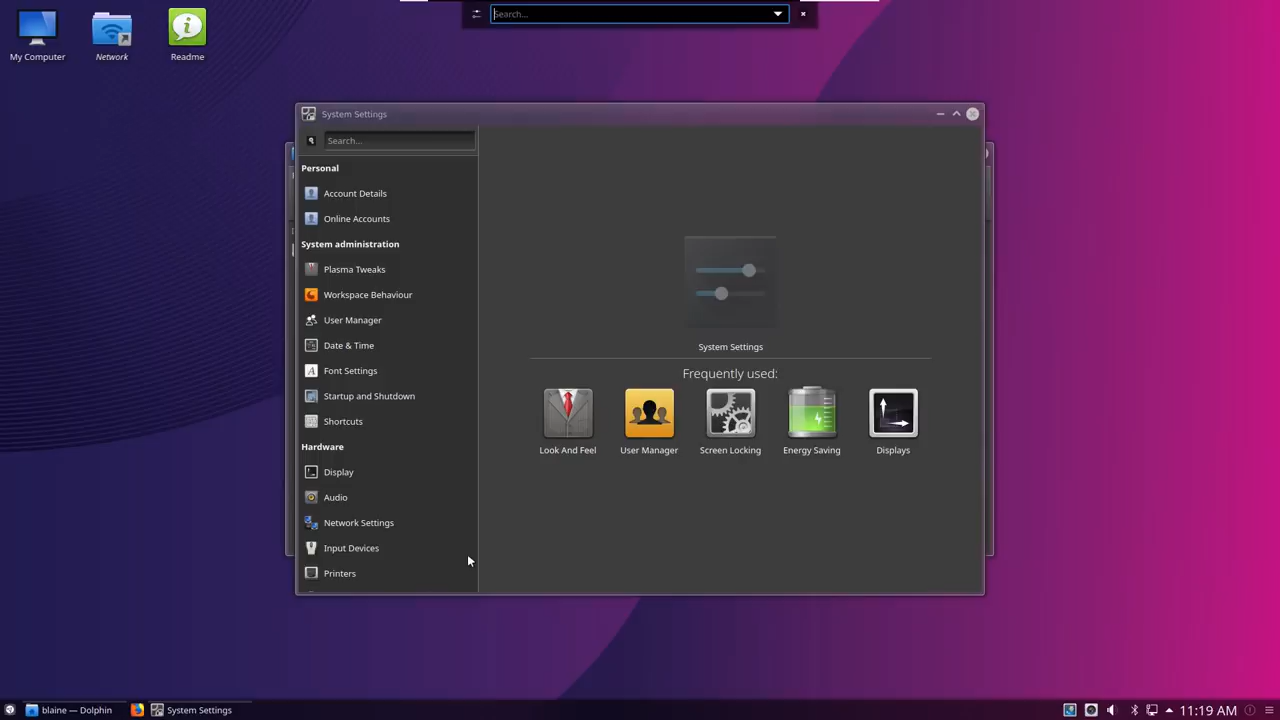 Search...
My Computer
Network
Readme
System Settings
Search...
Personal
Account Details
Online Accounts
System administration
Plasma Tweaks
Workspace Behaviour
User Manager
Date & Time
Font Settings
Startup and Shutdown
Shortcuts
Hardware
Display
Audio
Network Settings
Input Devices
Printers
System Settings
Frequently used:
Look And Feel
User Manager
Screen Locking
Energy Saving
Displays
blaine — Dolphin
System Settings
11:19 AM